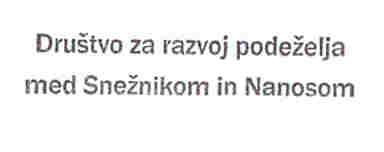 Društvo za razvoj podeželja
med Snežnikom in Nanosom